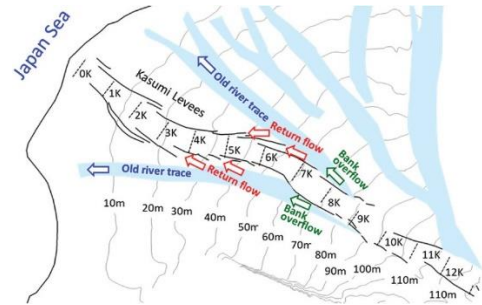 Japan Sea
0K
1K
2K
3K
4K
5K
6K
7K
8K
9K
10K
11K
12K
Kasumi Levees
Old river trace
Return flow
Bank
overflow
Old river trace
Return flow
Bank
overflow
10m
20m
30m
40m
50m
60m
70m
80m
90m
100m
110m
110m